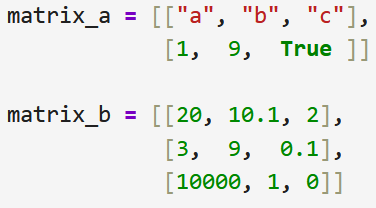 matrix_a = [["a", "b", "c"],
            [1,  9,  True ]]
matrix_b = [[20, 10.1, 2],
            [3,  9,  0.1],
            [10000, 1, 0]]